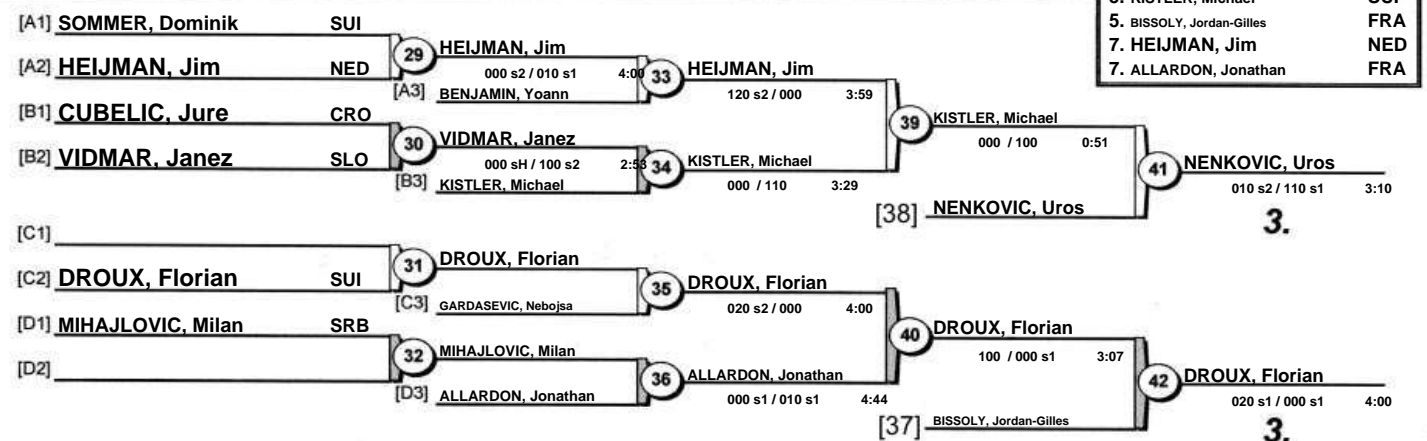 5. KISTLER, Michael SUI
5. BISSOLY, Jordan-Gilles FRA
7. HEIJMAN, Jim NED
7. ALLARDON, Jonathan FRA
[A1] SOMMER, Dominik SUI
29 HEIJMAN, Jim
[A2] HEIJMAN, Jim NED
000 s2 / 010 s1 4:00
33 HEIJMAN, Jim
[A3] BENJAMIN, Yoann
120 s2 / 000 3:59
[B1] CUBELIC, Jure CRO
39 KISTLER, Michael
30 VIDMAR, Janez
000 / 100 0:51
[B2] VIDMAR, Janez SLO
000 sH / 100 s2 2:53
34 KISTLER, Michael
41 NENKOVIC, Uros
[B3] KISTLER, Michael
000 / 110 3:29
010 s2 / 110 s1 3:10
[38] NENKOVIC, Uros
3.
[C1]
31 DROUX, Florian
[C2] DROUX, Florian SUI
35 DROUX, Florian
[C3] GARDASEVIC, Nebojsa
020 s2 / 000 4:00
[D1] MIHAJLOVIC, Milan SRB
40 DROUX, Florian
32 MIHAJLOVIC, Milan
100 / 000 s1 3:07
[D2]
36 ALLARDON, Jonathan
42 DROUX, Florian
[D3] ALLARDON, Jonathan
000 s1 / 010 s1 4:44
020 s1 / 000 s1 4:00
[37] BISSOLY, Jordan-Gilles
3.